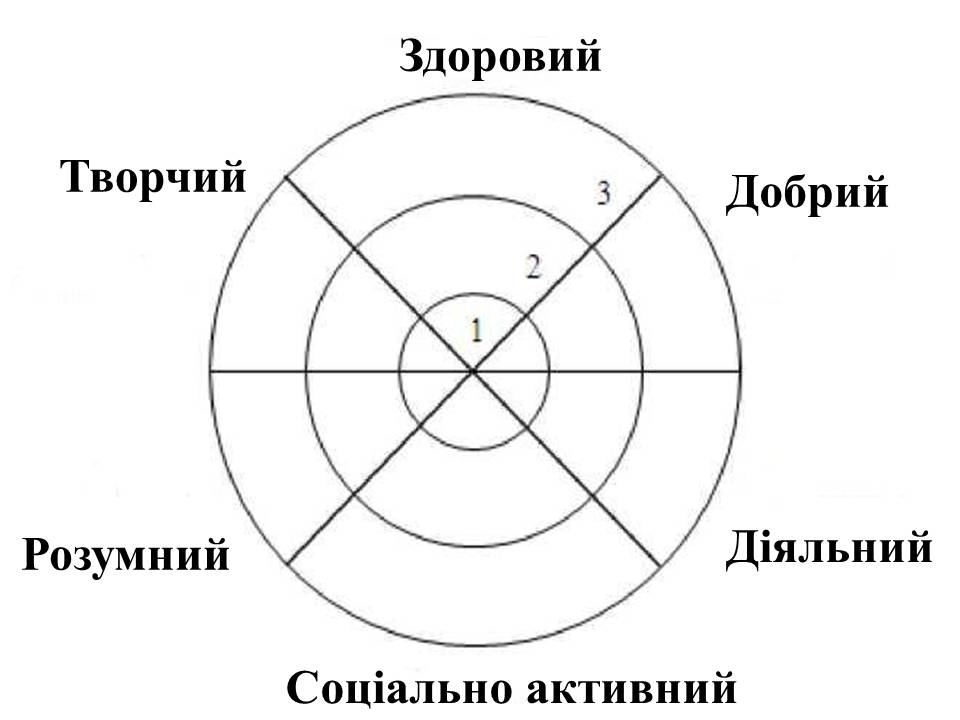 Здоровий
Творчий
Добрий
3
2
1
Розумний
Діяльний
Соціально активний